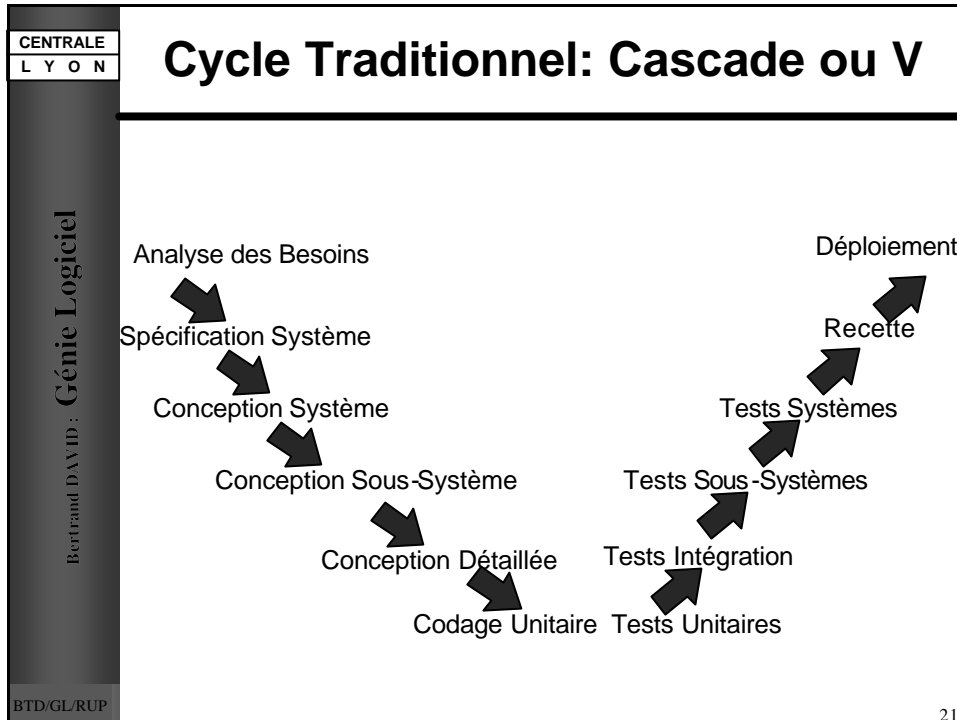 CENTRALE
L Y O N
Cycle Traditionnel: Cascade ou V
Bertrand DAVID : Génie Logiciel
Analyse des Besoins
Spécification Système
Conception Système
Conception Sous-Système
Conception Détaillée
Codage Unitaire
Tests Unitaires
Tests Intégration
Tests Sous-Systèmes
Tests Systèmes
Recette
Déploiement
BTD/GL/RUP
21